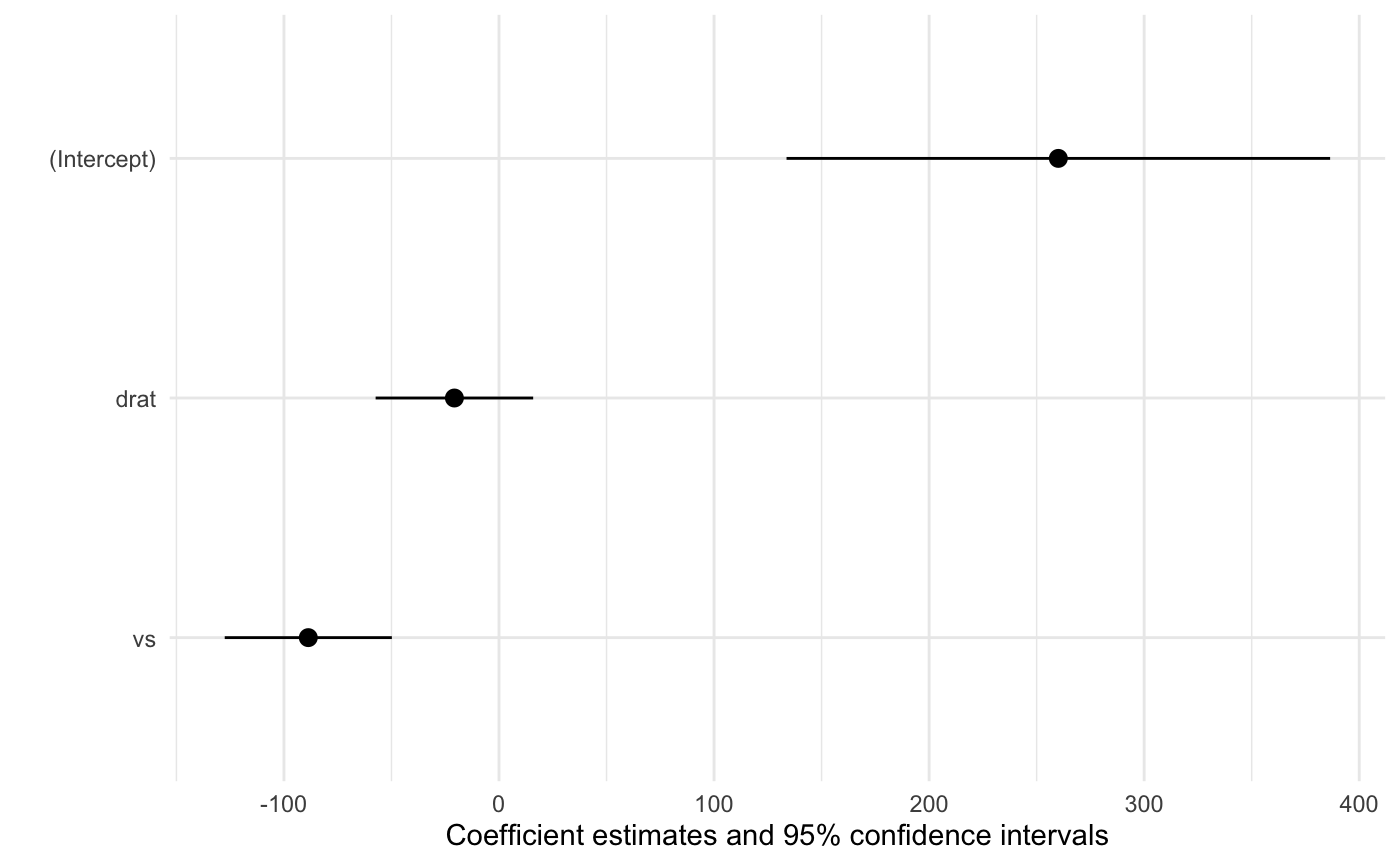 (Intercept)
drat
vs
-100 0 100 200 300 400
Coefficient estimates and 95% confidence intervals